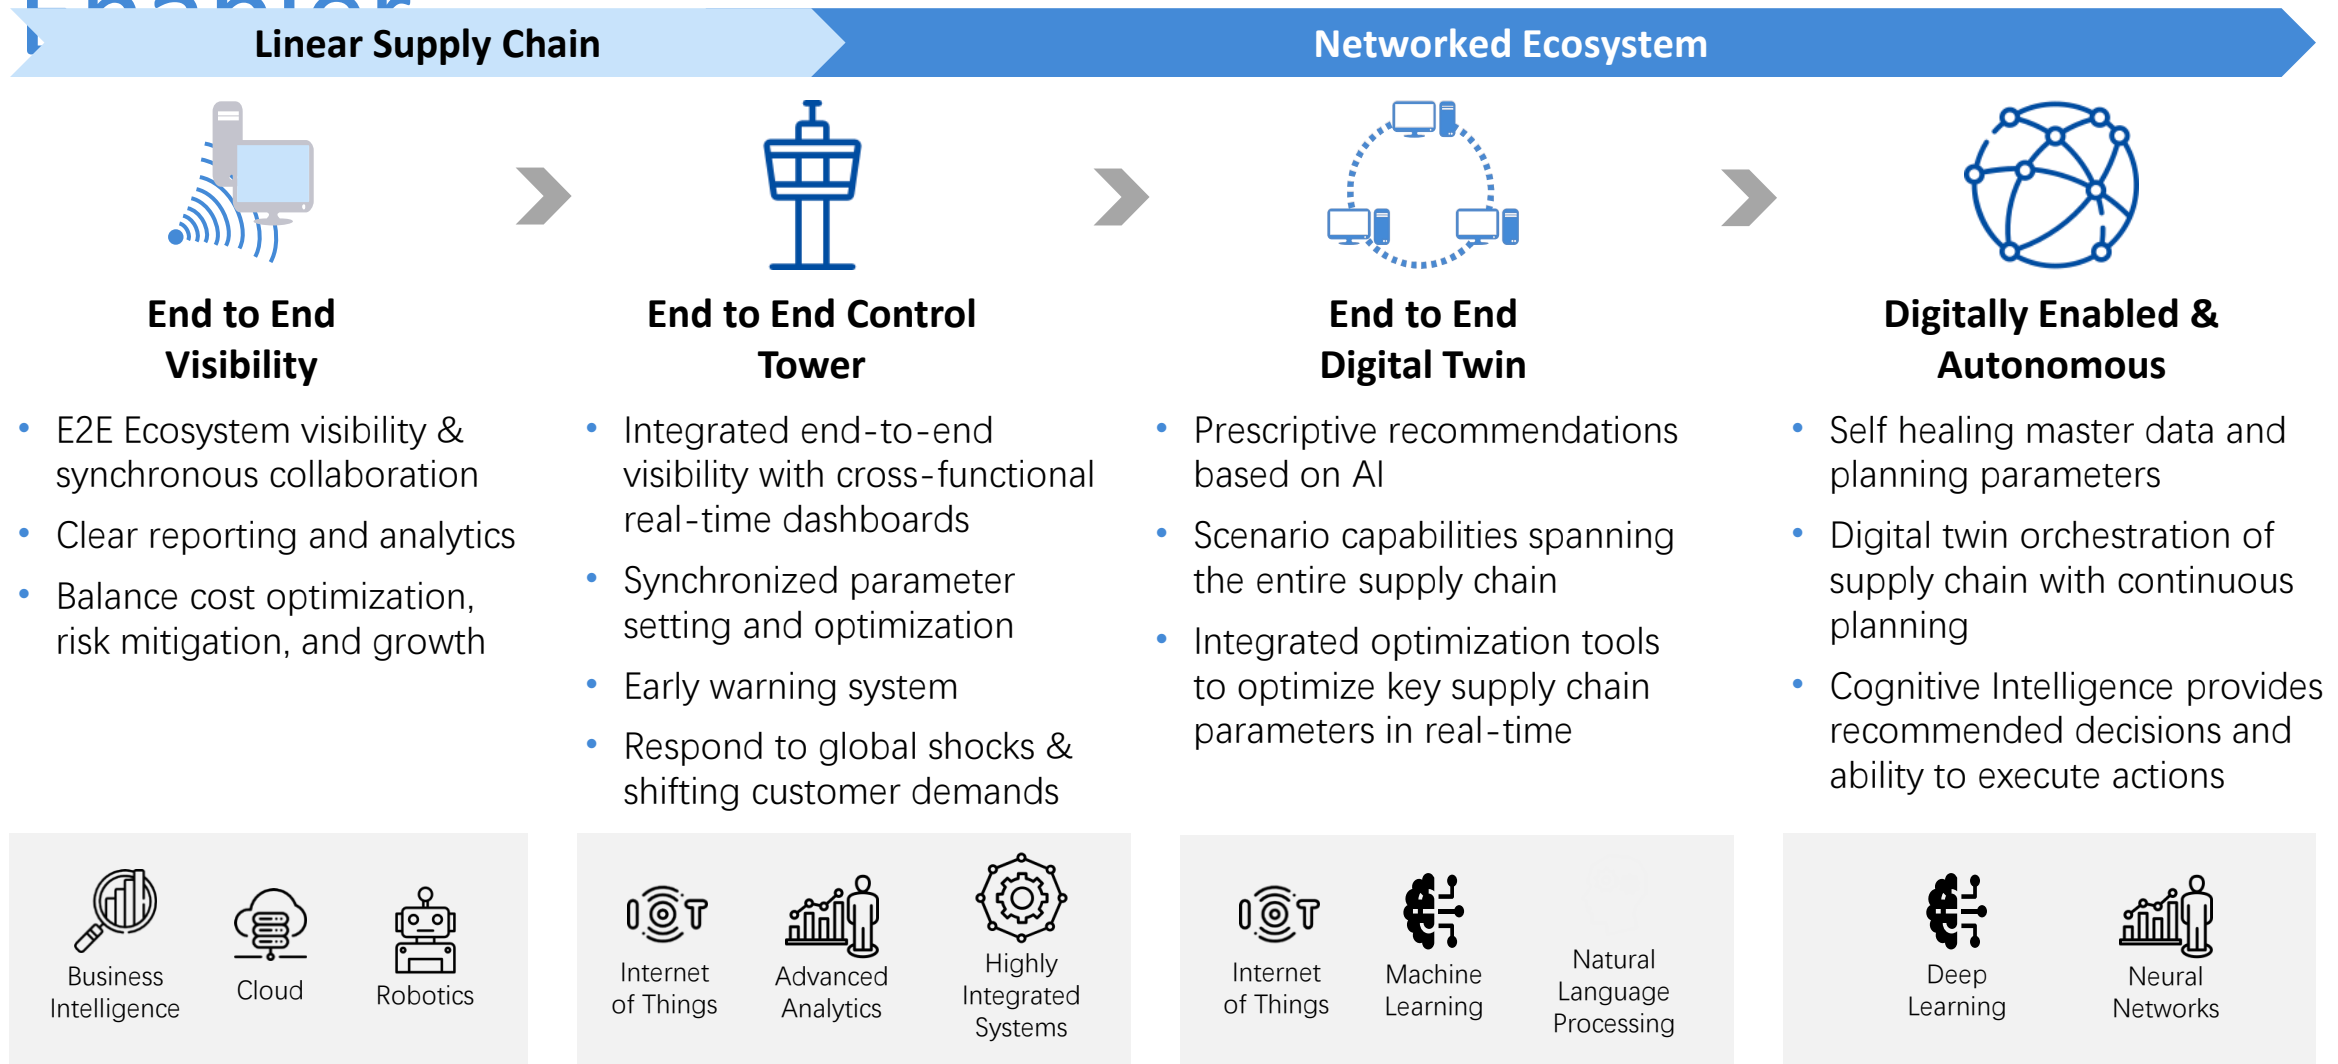 Enabler
Linear Supply Chain
Networked Ecosystem
End to End
Visibility
• E2E Ecosystem visibility &
synchronous collaboration
• Clear reporting and analytics
• Balance cost optimization,
risk mitigation, and growth
Business
Intelligence
Cloud
Robotics
End to End Control
Tower
• Integrated end-to-end
visibility with cross-functional
real-time dashboards
• Synchronized parameter
setting and optimization
• Early warning system
• Respond to global shocks &
shifting customer demands
IOT
Internet
of Things
Advanced
Analytics
Highly
Integrated
Systems
End to End
Digital Twin
• Prescriptive recommendations
based on AI
• Scenario capabilities spanning
the entire supply chain
• Integrated optimization tools
to optimize key supply chain
parameters in real-time
IOT
Internet
of Things
Machine
Learning
Natural
Language
Processing
Digitally Enabled &
Autonomous
• Self healing master data and
planning parameters
• Digital twin orchestration of
supply chain with continuous
planning
• Cognitive Intelligence provides
recommended decisions and
ability to execute actions
Deep
Learning
Neural
Networks